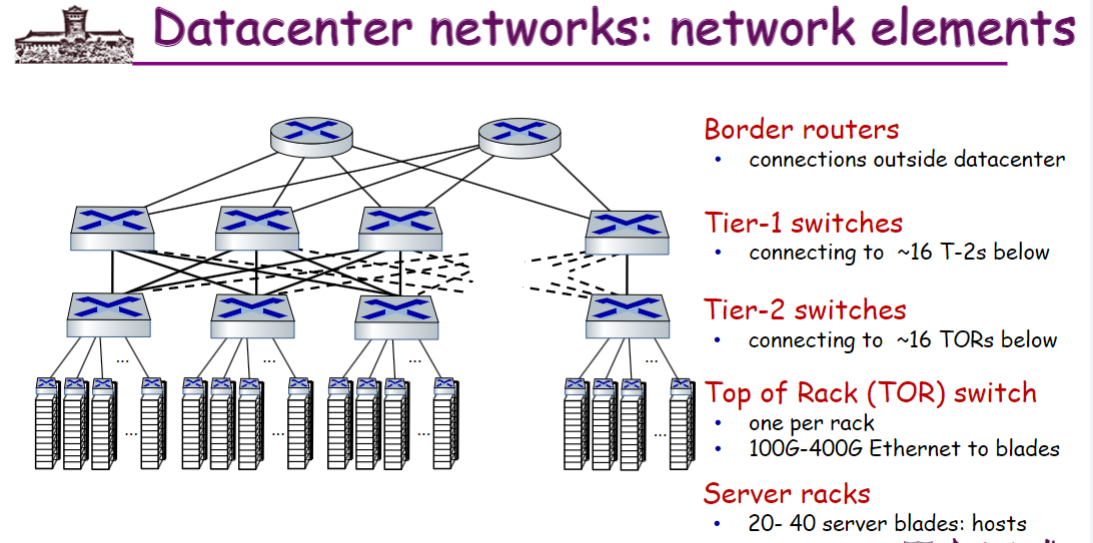 Datacenter networks: network elements
Border routers
• connections outside datacenter
Tier-1 switches
• connecting to ~16 T-2s below
Tier-2 switches
• connecting to ~16 TORs below
Top of Rack (TOR) switch
• one per rack
• 100G-400G Ethernet to blades
Server racks
• 20- 40 server blades: hosts
... ... ... ...
... ... ... ...